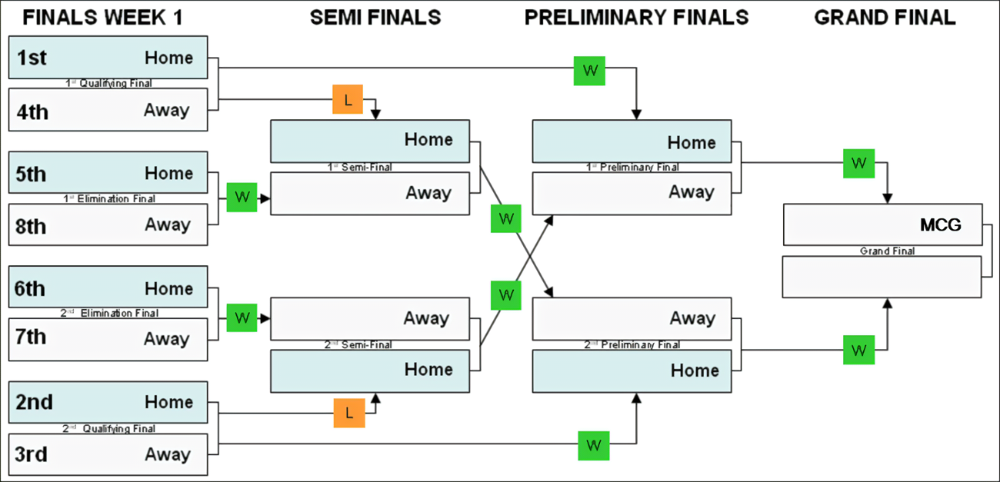 FINALS WEEK 1 SEMI FINALS PRELIMINARY FINALS GRAND FINAL
1st Home
1st Qualifying Final
4th Away
W
L
Home
1st Semi-Final
Away
Home
1st Preliminary Final
Away
5th Home
1st Elimination Final
8th Away
W
W
W
MCG
Grand Final
6th Home
2nd Elimination Final
7th Away
W
W
Away
2nd Semi-Final
Home
Away
2nd Preliminary Final
Home
W
2nd Home
2nd Qualifying Final
3rd Away
L
W